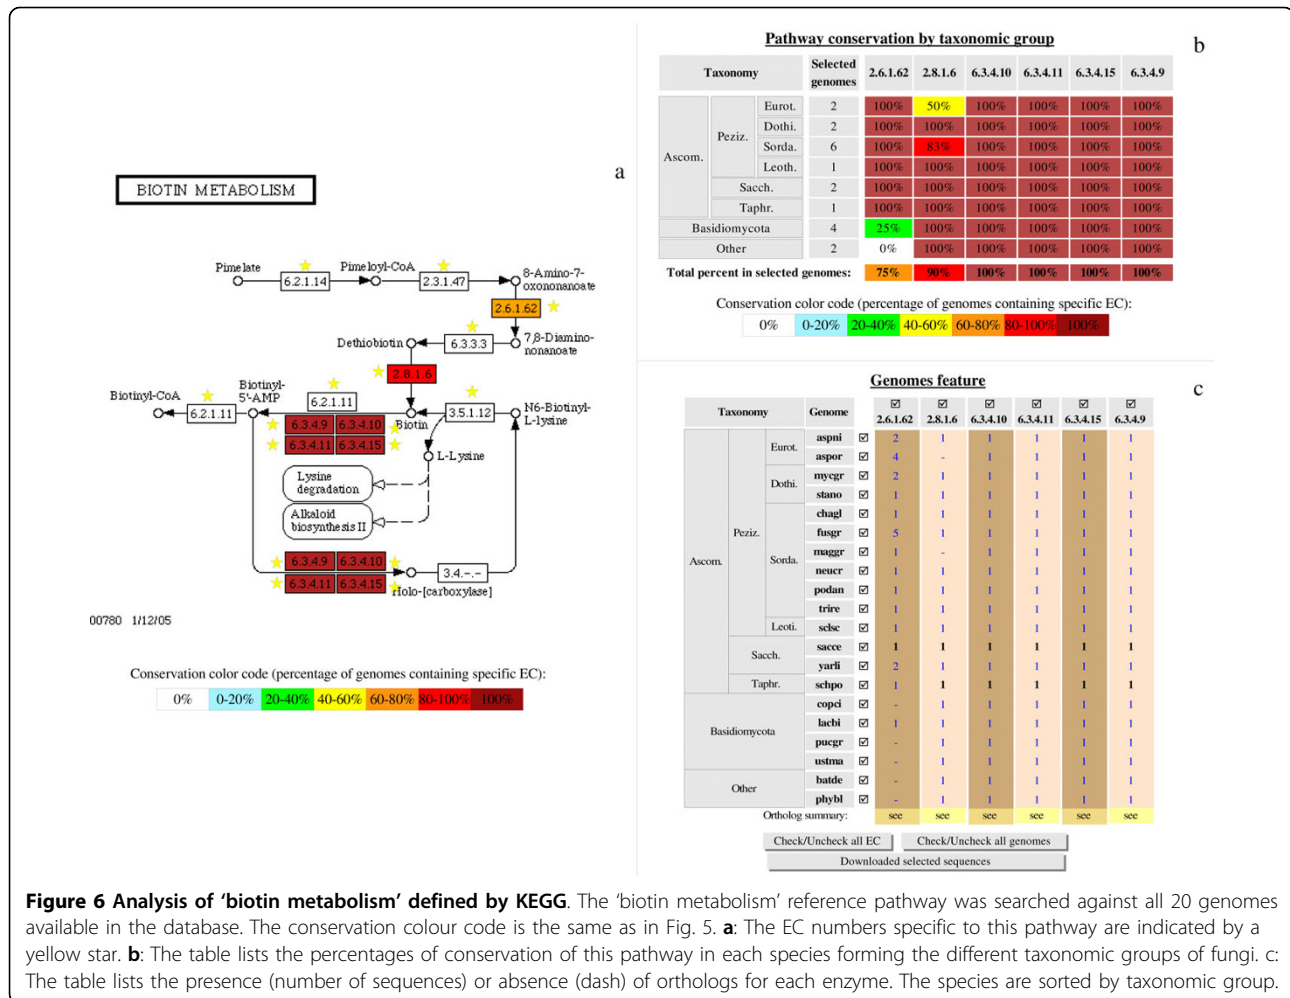 a
BIOTIN METABOLISM
Pimelate
Pimeloyl-CoA
6.2.1.14
2.3.1.47
8-Amino-7-
oxononanoate
2.6.1.62
Dethiobiotin
6.3.3.3
7,8-Diamino-
nonanoate
2.8.1.6
Biotinyl-CoA
Biotinyl-
5'-AMP
6.2.1.11
6.2.1.11
Biotin
3.5.1.12
N6-Biotinyl-
L-lysine
6.3.4.9 6.3.4.10
6.3.4.11 6.3.4.15
L-Lysine
Lysine
degradation
Alkaloid
biosynthesis II
6.3.4.9 6.3.4.10
6.3.4.11 6.3.4.15
3.4.-.-
Holo-[carboxylase]
00780 1/12/05
Conservation color code (percentage of genomes containing specific EC):
0% 0-20% 20-40% 40-60% 60-80% 80-100% 100%
b
Pathway conservation by taxonomic group
Taxonomy Selected genomes 2.6.1.62 2.8.1.6 6.3.4.10 6.3.4.11 6.3.4.15 6.3.4.9
Ascom. Peziz. Eurot. 2 100% 50% 100% 100% 100% 100%
Dothi. 2 100% 100% 100% 100% 100% 100%
Sorda. 6 100% 83% 100% 100% 100% 100%
Leoth. 1 100% 100% 100% 100% 100% 100%
Sacch. 2 100% 100% 100% 100% 100% 100%
Taphr. 1 100% 100% 100% 100% 100% 100%
Basidiomycota 4 25% 100% 100% 100% 100% 100%
Other 2 0% 100% 100% 100% 100% 100%
Total percent in selected genomes: 75% 90% 100% 100% 100% 100%
Conservation color code (percentage of genomes containing specific EC):
0% 0-20% 20-40% 40-60% 60-80% 80-100% 100%
c
Genomes feature
Taxonomy Genome 2.6.1.62 2.8.1.6 6.3.4.10 6.3.4.11 6.3.4.15 6.3.4.9
Ascom. Peziz. Eurot. aspni 2 1 1 1 1 1
aspor 4 - 1 1 1 1
Dothi. mycgr 2 1 1 1 1 1
stano 1 1 1 1 1 1
Sorda. chagl 1 1 1 1 1 1
fusgr 5 1 1 1 1 1
maggr 1 - 1 1 1 1
neucr 1 1 1 1 1 1
podan 1 1 1 1 1 1
trire 1 1 1 1 1 1
Leoti. sclsc 1 1 1 1 1 1
Sacch. sacce 1 1 1 1 1 1
yarli 2 1 1 1 1 1
Taphr. schpo 1 1 1 1 1 1
Basidiomycota copci - 1 1 1 1 1
lacbi 1 1 1 1 1 1
pucgr - 1 1 1 1 1
ustma - 1 1 1 1 1
Other batde - 1 1 1 1 1
phybl - 1 1 1 1 1
Ortholog summary: see see see see see see
Check/Uncheck all EC Check/Uncheck all genomes
Downloaded selected sequences
Figure 6 Analysis of ‘biotin metabolism’ defined by KEGG. The ‘biotin metabolism’ reference pathway was searched against all 20 genomes
available in the database. The conservation colour code is the same as in Fig. 5. a: The EC numbers specific to this pathway are indicated by a
yellow star. b: The table lists the percentages of conservation of this pathway in each species forming the different taxonomic groups of fungi. c:
The table lists the presence (number of sequences) or absence (dash) of orthologs for each enzyme. The species are sorted by taxonomic group.